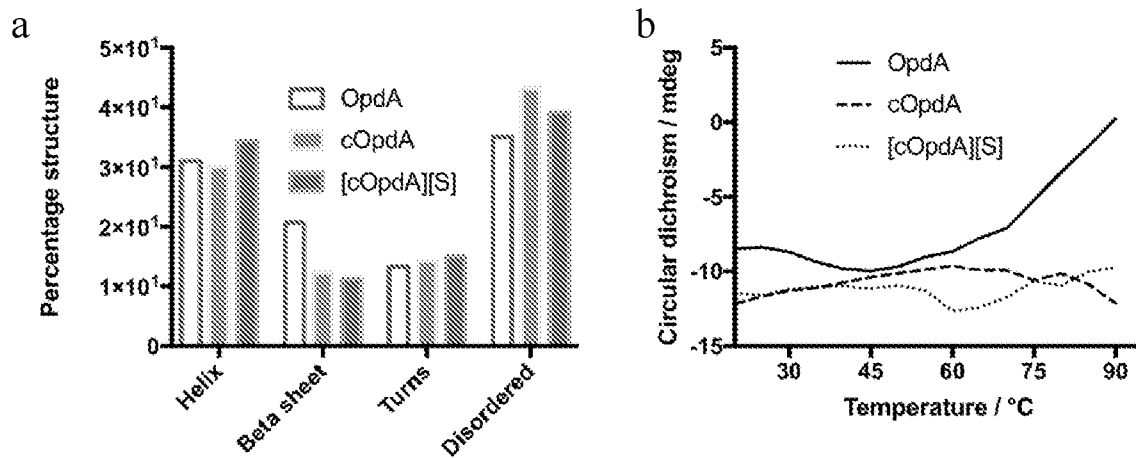 a
Percentage structure
5×10¹
4×10¹
3×10¹
2×10¹
1×10¹
0
OpdA
cOpdA
[cOpdA][S]
Helix
Beta sheet
Turns
Disordered
b
Circular dichroism / mdeg
5
0
-5
-10
-15
OpdA
cOpdA
[cOpdA][S]
30
45
60
75
90
Temperature / °C